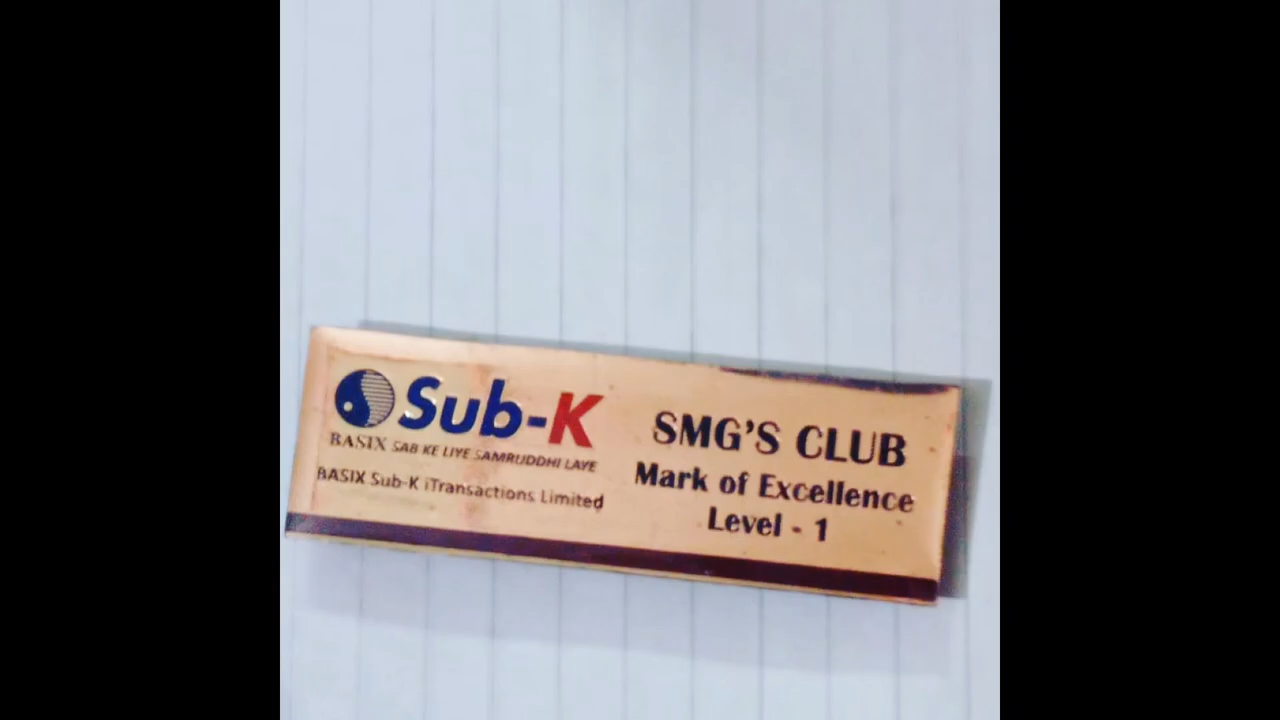 Sub-K
BASIX SAB KE LIYE SAMRUDDHI LAYE
BASIX Sub-K iTransactions Limited
SMG'S CLUB
Mark of Excellence
Level - 1